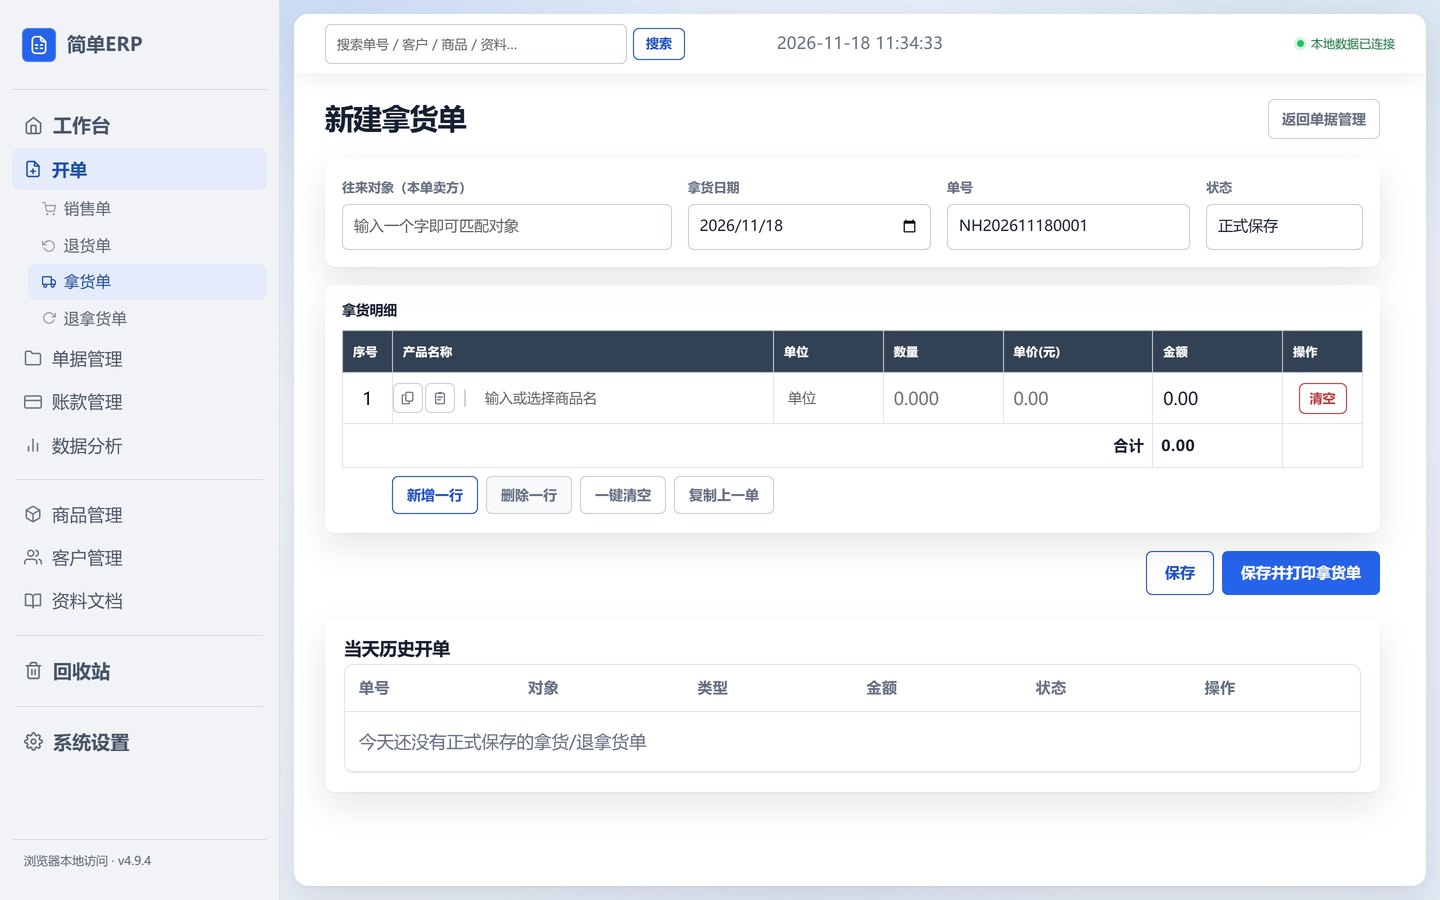 简单ERP
工作台
开单
销售单
退货单
拿货单
退拿货单
单据管理
账款管理
数据分析
商品管理
客户管理
资料文档
回收站
系统设置
浏览器本地访问 · v4.9.4
搜索单号 / 客户 / 商品 / 资料... 搜索 2026-11-18 11:34:33 本地数据已连接
新建拿货单 返回单据管理
往来对象（本单卖方） 拿货日期 单号 状态
输入一个字即可匹配对象 2026/11/18 NH202611180001 正式保存
拿货明细
序号 产品名称 单位 数量 单价(元) 金额 操作
1 输入或选择商品名 单位 0.000 0.00 0.00 清空
合计 0.00
新增一行 删除一行 一键清空 复制上一单
保存 保存并打印拿货单
当天历史开单
单号 对象 类型 金额 状态 操作
今天还没有正式保存的拿货/退拿货单